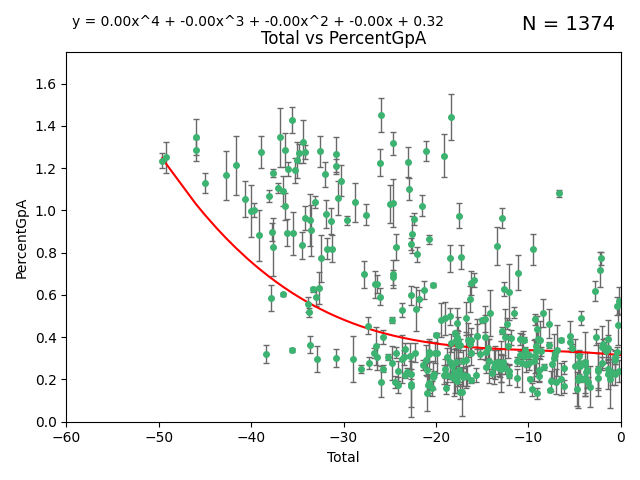 y = 0.00x^4 + -0.00x^3 + -0.00x^2 + -0.00x + 0.32
N = 1374
Total vs PercentGpA
PercentGpA
1.6
1.4
1.2
1.0
0.8
0.6
0.4
0.2
0.0
−60 −50 −40 −30 −20 −10 0
Total